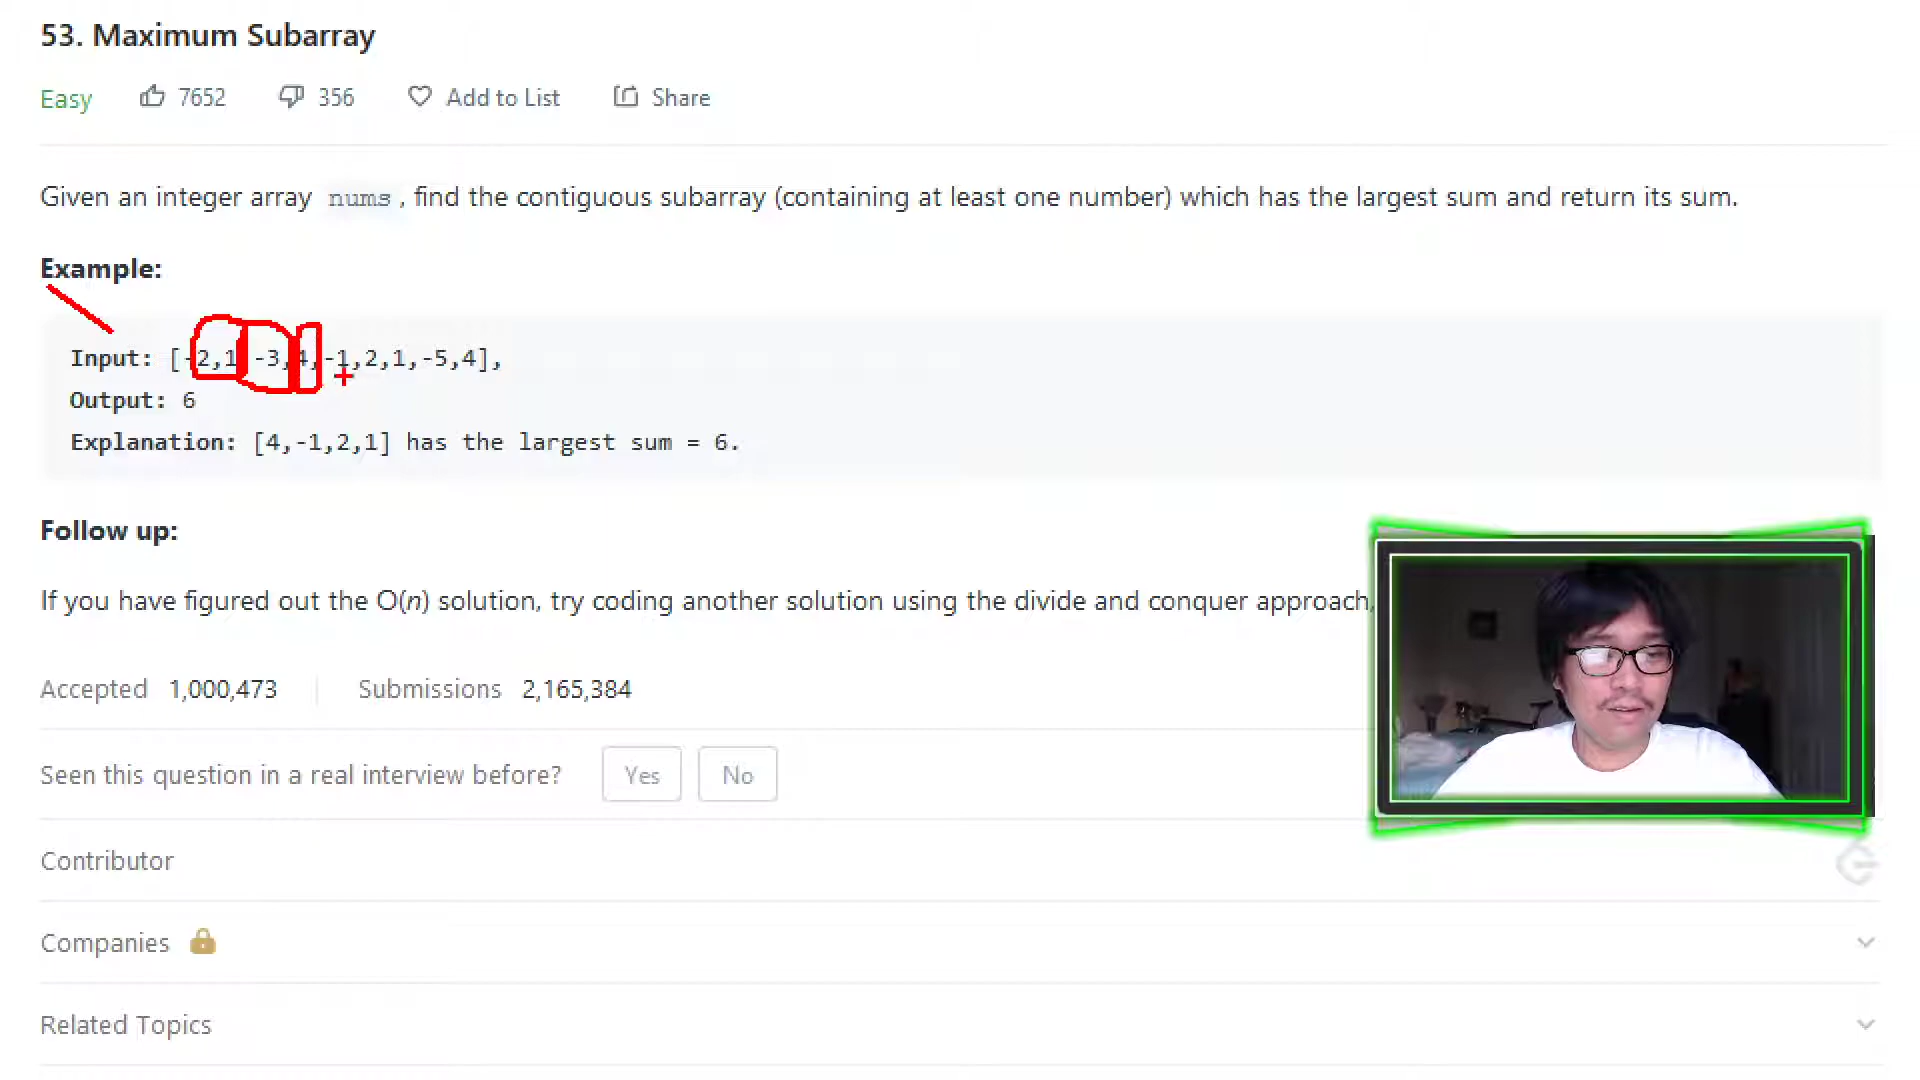 53. Maximum Subarray
Easy 7652 356 Add to List Share
Given an integer array nums, find the contiguous subarray (containing at least one number) which has the largest sum and return its sum.
Example:
Input: [-2,1,-3,4,-1,2,1,-5,4],
Output: 6
Explanation: [4,-1,2,1] has the largest sum = 6.
Follow up:
If you have figured out the O(n) solution, try coding another solution using the divide and conquer approach,
Accepted 1,000,473 Submissions 2,165,384
Seen this question in a real interview before? Yes No
Contributor
Companies
Related Topics